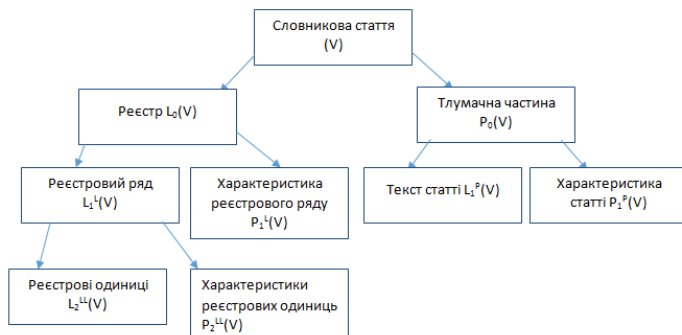 Словникова стаття
(V)
Реєстр L₀(V)
Тлумачна частина
P₀(V)
Реєстровий ряд
L₁ᴸ(V)
Характеристика
реєстрового ряду
P₁ᴸ(V)
Текст статті L₁ᴾ(V)
Характеристика
статті P₁ᴾ(V)
Реєстрові одиниці
L₂ᴸᴸ(V)
Характеристики
реєстрових одиниць
P₂ᴸᴸ(V)